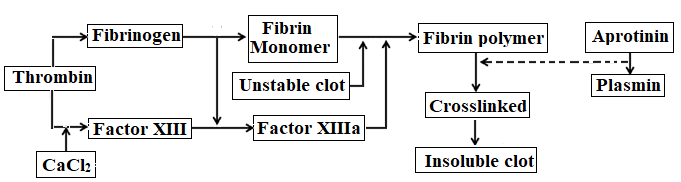 Fibrinogen
Fibrin
Monomer
Fibrin polymer
Aprotinin
Thrombin
Unstable clot
Plasmin
Crosslinked
Factor XIII
Factor XIIIa
CaCl₂
Insoluble clot